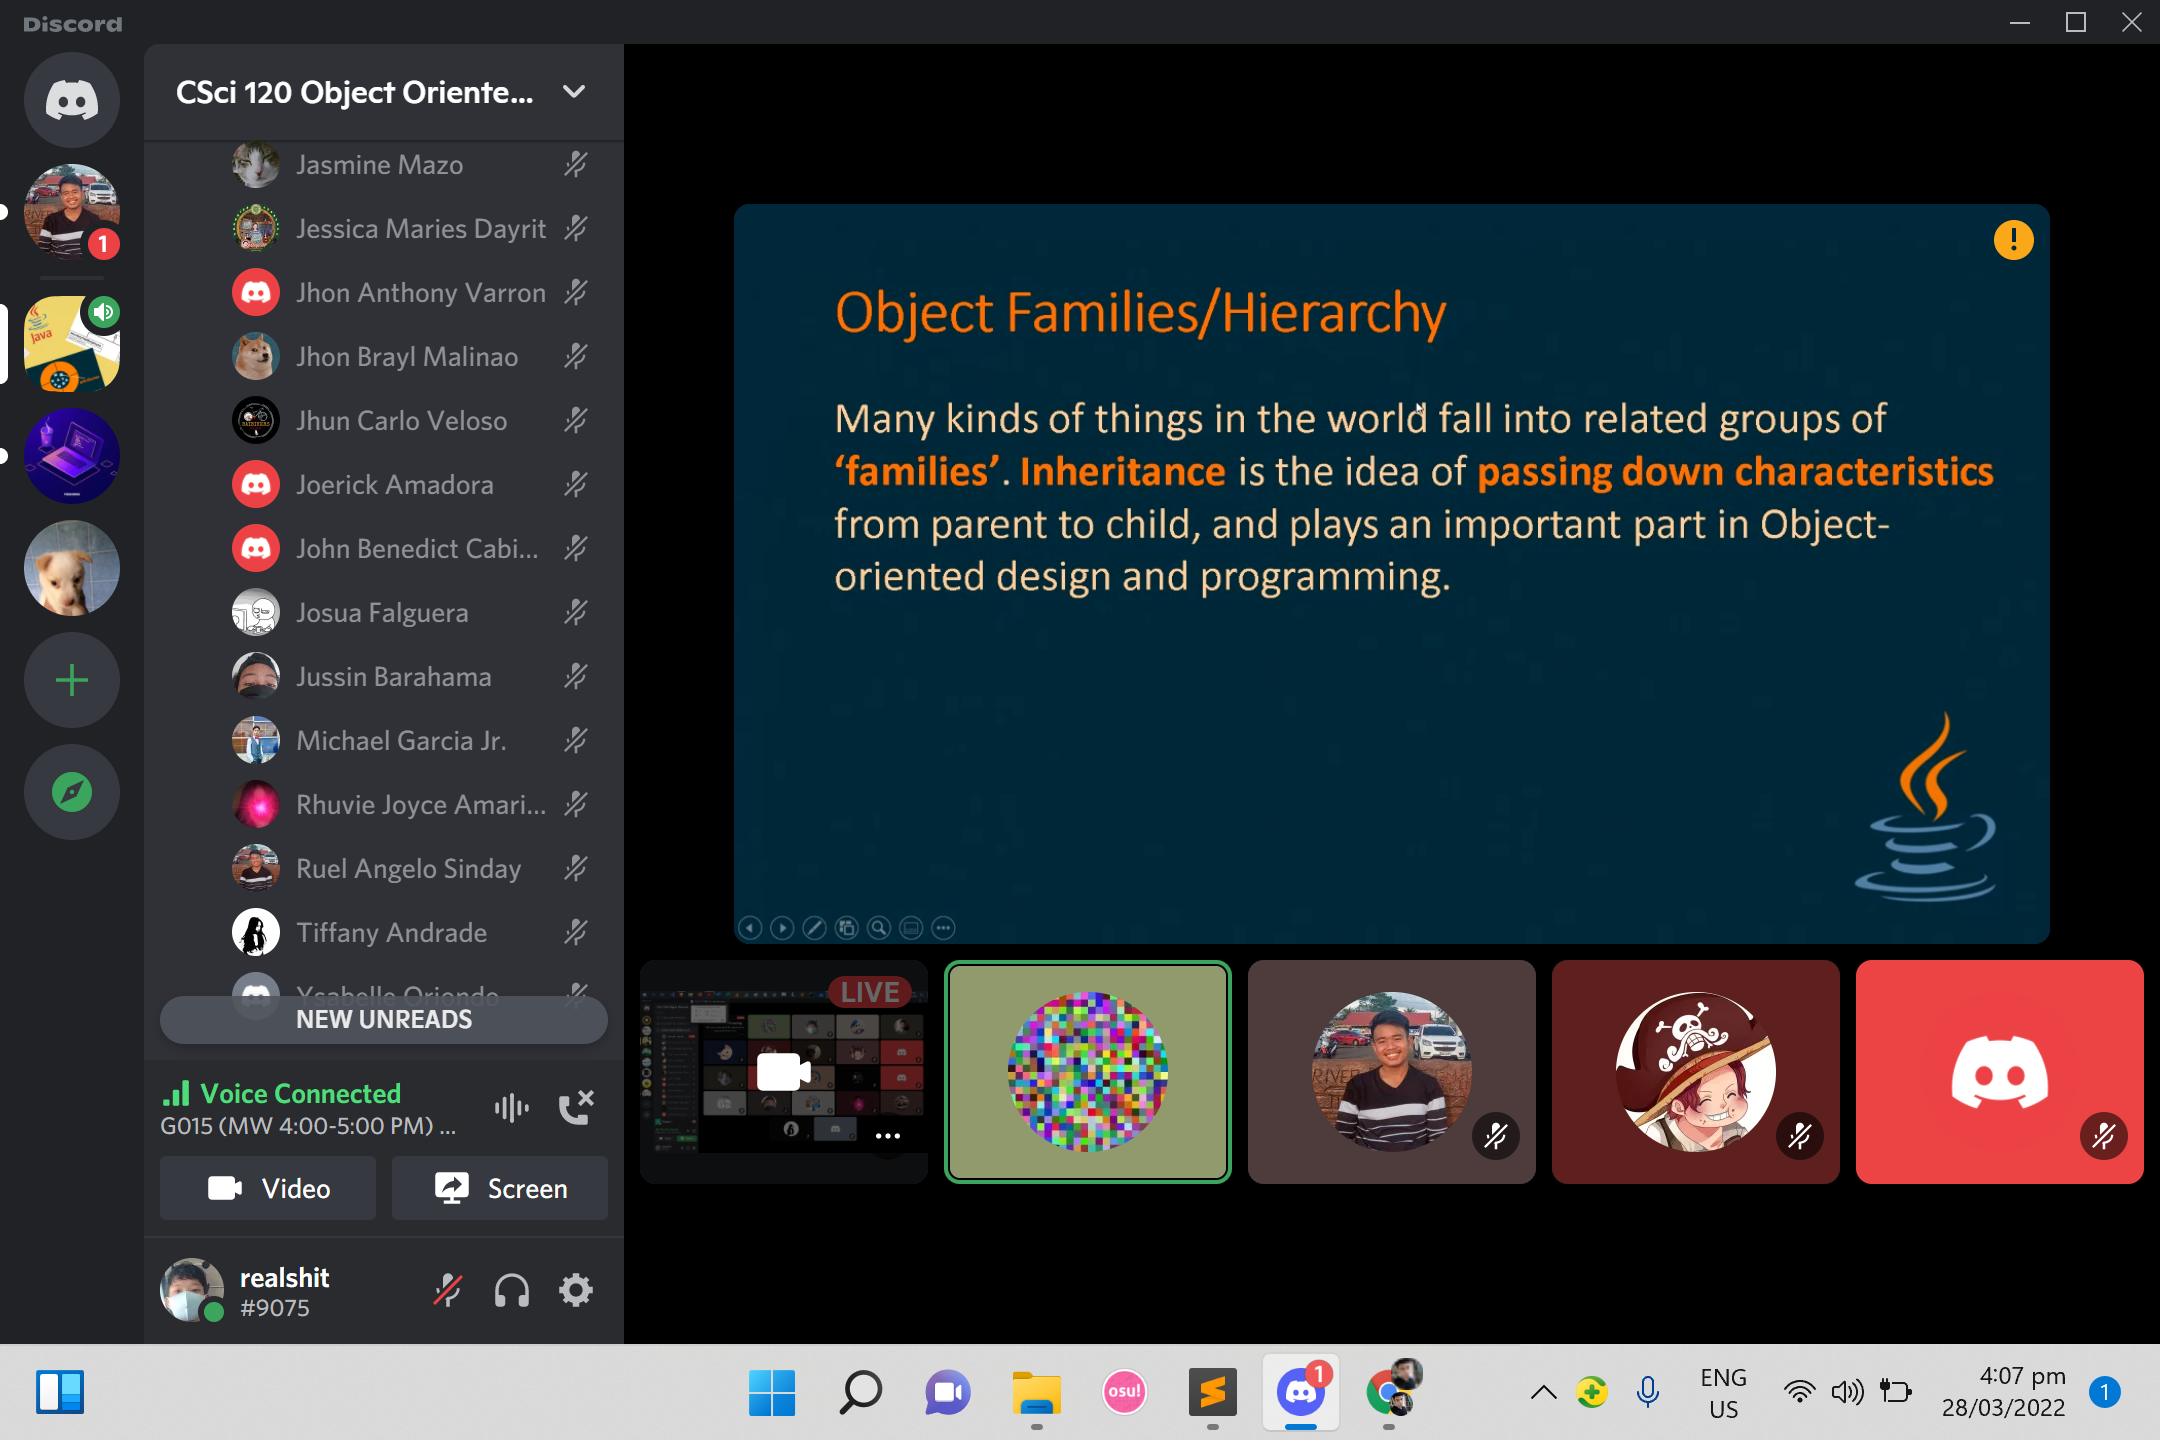 Discord
CSci 120 Object Oriente...
Jasmine Mazo
Jessica Maries Dayrit
Jhon Anthony Varron
Jhon Brayl Malinao
Jhun Carlo Veloso
Joerick Amadora
John Benedict Cabi...
Josua Falguera
Jussin Barahama
Michael Garcia Jr.
Rhuvie Joyce Amari...
Ruel Angelo Sinday
Tiffany Andrade
Ysabelle Oriondo
NEW UNREADS
Voice Connected
G015 (MW 4:00-5:00 PM) ...
Video
Screen
realshit
#9075
1
Java
Object Families/Hierarchy
Many kinds of things in the world fall into related groups of
‘families’. Inheritance is the idea of passing down characteristics
from parent to child, and plays an important part in Object-
oriented design and programming.
LIVE
osu!
1
ENG
US
4:07 pm
28/03/2022
1